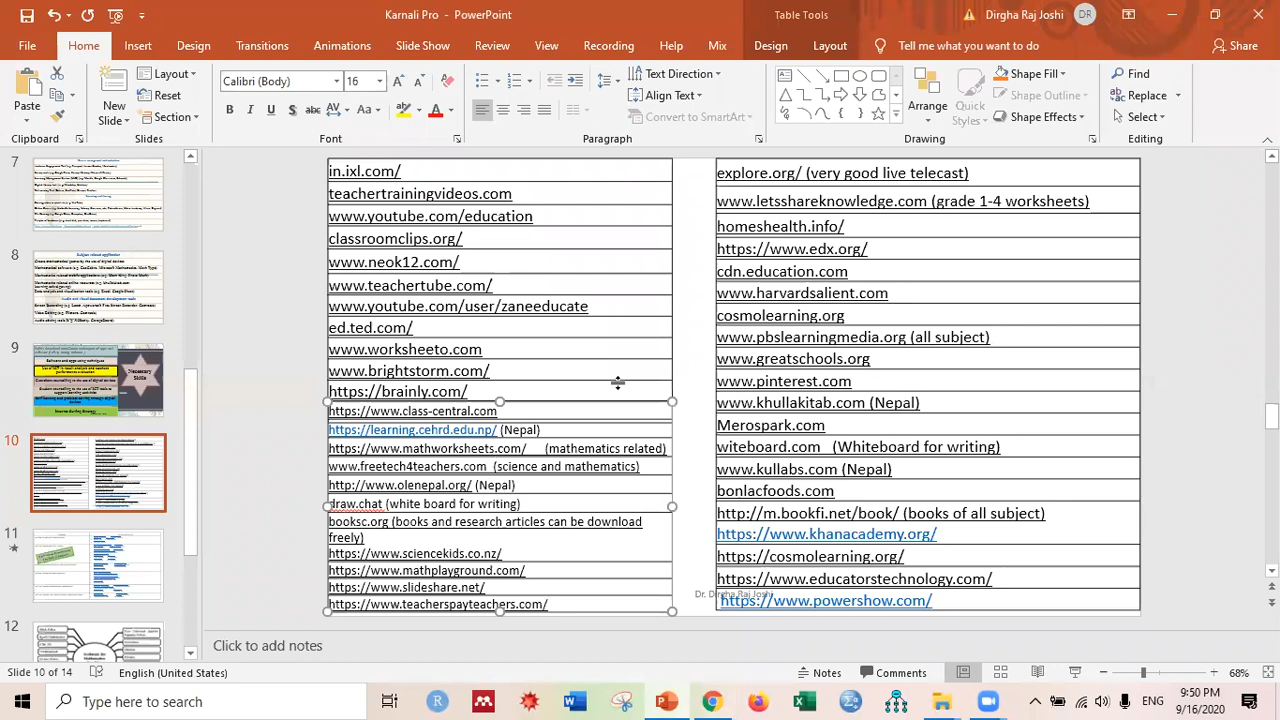 Karnali Pro - PowerPoint
Table Tools
Dirgha Raj Joshi
DR
File
Home
Insert
Design
Transitions
Animations
Slide Show
Review
View
Recording
Help
Mix
Design
Layout
Tell me what you want to do
Share
Paste
Clipboard
New
Slide
Layout
Reset
Section
Slides
Calibri (Body)
16
Font
Text Direction
Align Text
Convert to SmartArt
Paragraph
Arrange
Quick
Styles
Shape Fill
Shape Outline
Shape Effects
Drawing
Find
Replace
Select
Editing
7
8
9
Necessary
Skills
10
11
12
in.ixl.com/
teachertrainingvideos.com
www.youtube.com/education
classroomclips.org/
www.neok12.com/
www.teachertube.com/
www.youtube.com/user/zaneeducate
ed.ted.com/
www.worksheeto.com
www.brightstorm.com/
https://brainly.com/
https://www.class-central.com
https://learning.cehrd.edu.np/ (Nepal)
https://www.mathworksheets.com/ (mathematics related)
www.freetech4teachers.com (science and mathematics)
http://www.olenepal.org/ (Nepal)
draw.chat (white board for writing)
booksc.org (books and research articles can be download
freely)
https://www.sciencekids.co.nz/
https://www.mathplayground.com/
https://www.slideshare.net/
https://www.teacherspayteachers.com/
explore.org/ (very good live telecast)
www.letsshareknowledge.com (grade 1-4 worksheets)
homeshealth.info/
https://www.edx.org/
cdn.education.com
www.harvardsalient.com
cosmolearning.org
www.pbslearningmedia.org (all subject)
www.greatschools.org
www.pinterest.com
www.khullakitab.com (Nepal)
Merospark.com
witeboard.com (Whiteboard for writing)
www.kullabs.com (Nepal)
bonlacfoods.com
http://m.bookfi.net/book/ (books of all subject)
https://www.khanacademy.org/
https://cosmolearning.org/
https://www.educatorstechnology.com/
https://www.powershow.com/
Dr. Dirgha Raj Joshi
Click to add notes
Slide 10 of 14
English (United States)
Notes
Comments
68%
Type here to search
ENG
9:50 PM
9/16/2020